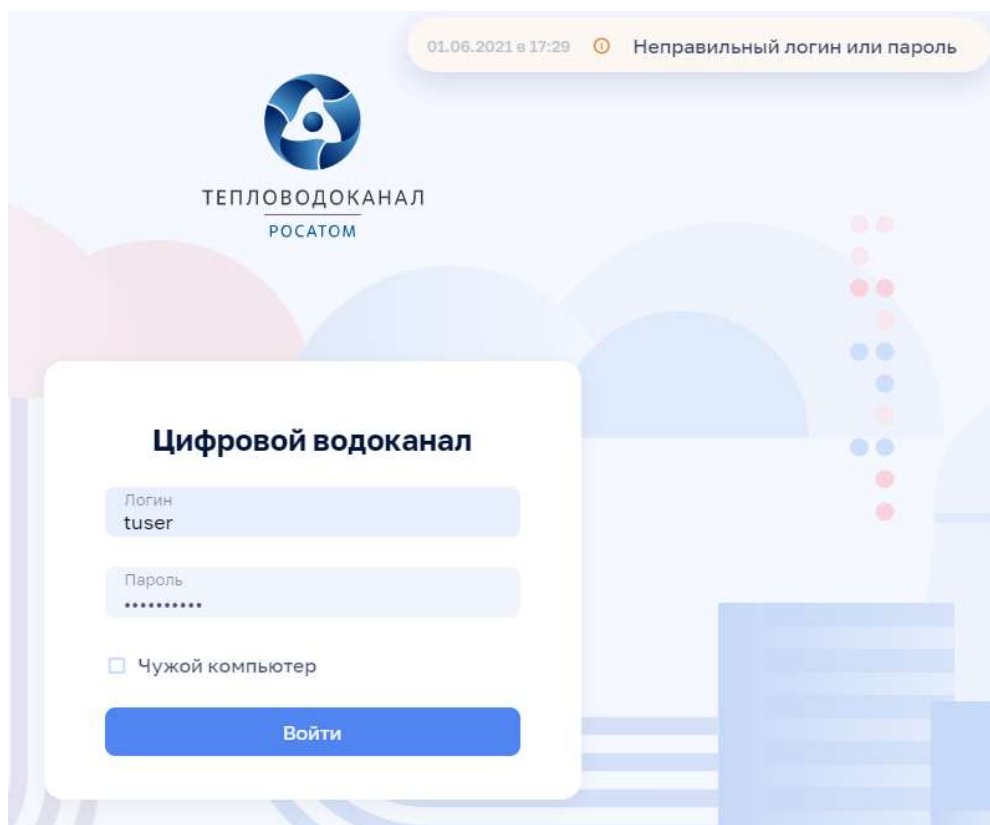 01.06.2021 в 17:29 Неправильный логин или пароль
ТЕПЛОВОДОКАНАЛ
РОСАТОМ
Цифровой водоканал
Логин
tuser
Пароль
••••••••••
Чужой компьютер
Войти